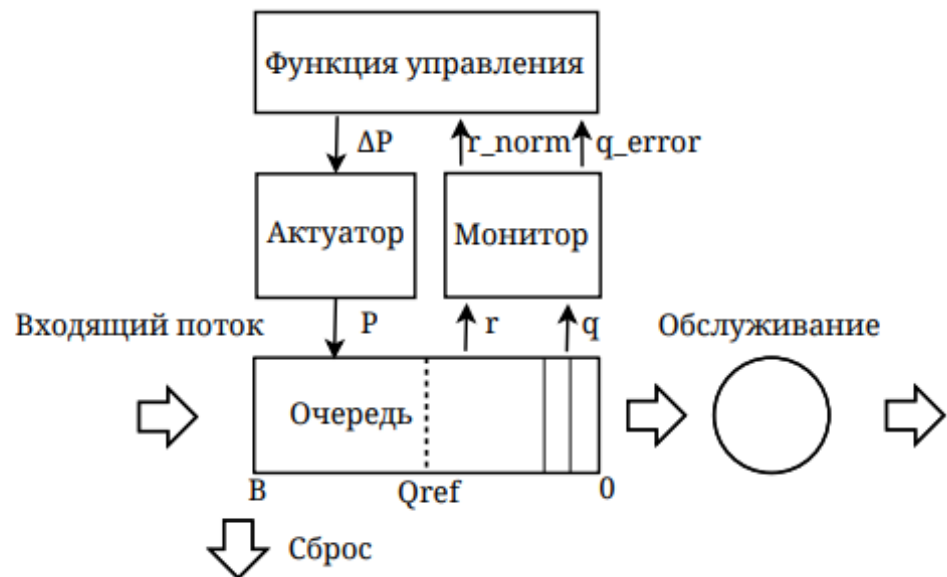 Функция управления
ΔP
r_norm
q_error
Актуатор
Монитор
Входящий поток
P
r
q
Обслуживание
Очередь
B
Qref
0
Сброс